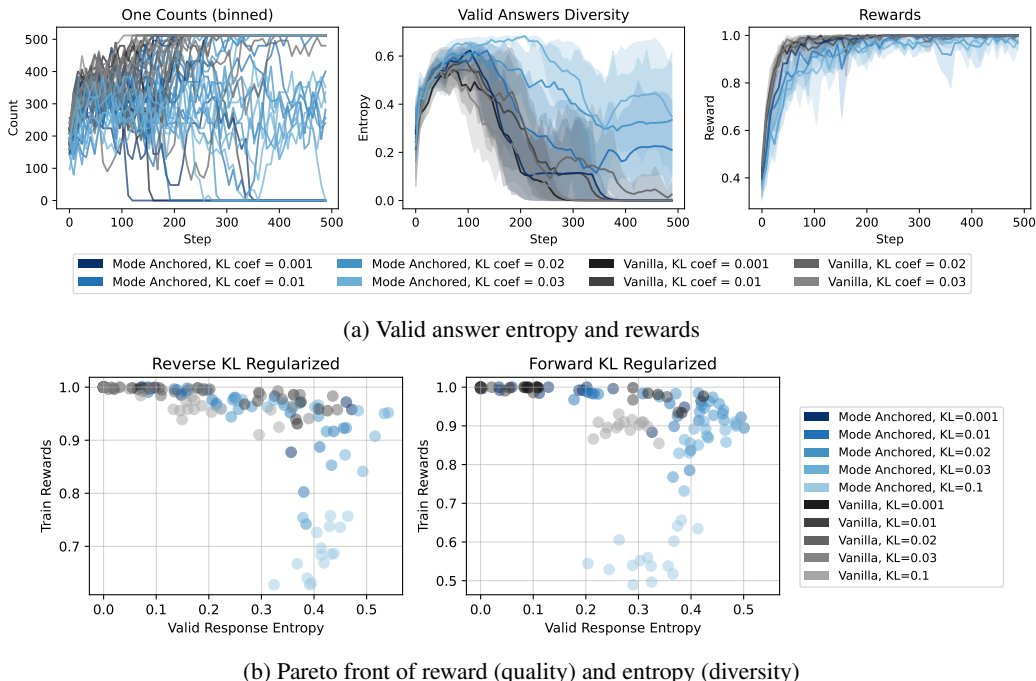 One Counts (binned)
Valid Answers Diversity
Rewards
500
400
300
200
100
0
Count
0 100 200 300 400 500
Step
0.6
0.4
0.2
0.0
Entropy
0 100 200 300 400 500
Step
1.0
0.8
0.6
0.4
Reward
0 100 200 300 400 500
Step
Mode Anchored, KL coef = 0.001
Mode Anchored, KL coef = 0.01
Mode Anchored, KL coef = 0.02
Mode Anchored, KL coef = 0.03
Vanilla, KL coef = 0.001
Vanilla, KL coef = 0.01
Vanilla, KL coef = 0.02
Vanilla, KL coef = 0.03
(a) Valid answer entropy and rewards
Reverse KL Regularized
1.0
0.9
0.8
0.7
Train Rewards
0.0 0.1 0.2 0.3 0.4 0.5
Valid Response Entropy
Forward KL Regularized
1.0
0.9
0.8
0.7
0.6
0.5
Train Rewards
0.0 0.1 0.2 0.3 0.4 0.5
Valid Response Entropy
Mode Anchored, KL=0.001
Mode Anchored, KL=0.01
Mode Anchored, KL=0.02
Mode Anchored, KL=0.03
Mode Anchored, KL=0.1
Vanilla, KL=0.001
Vanilla, KL=0.01
Vanilla, KL=0.02
Vanilla, KL=0.03
Vanilla, KL=0.1
(b) Pareto front of reward (quality) and entropy (diversity)